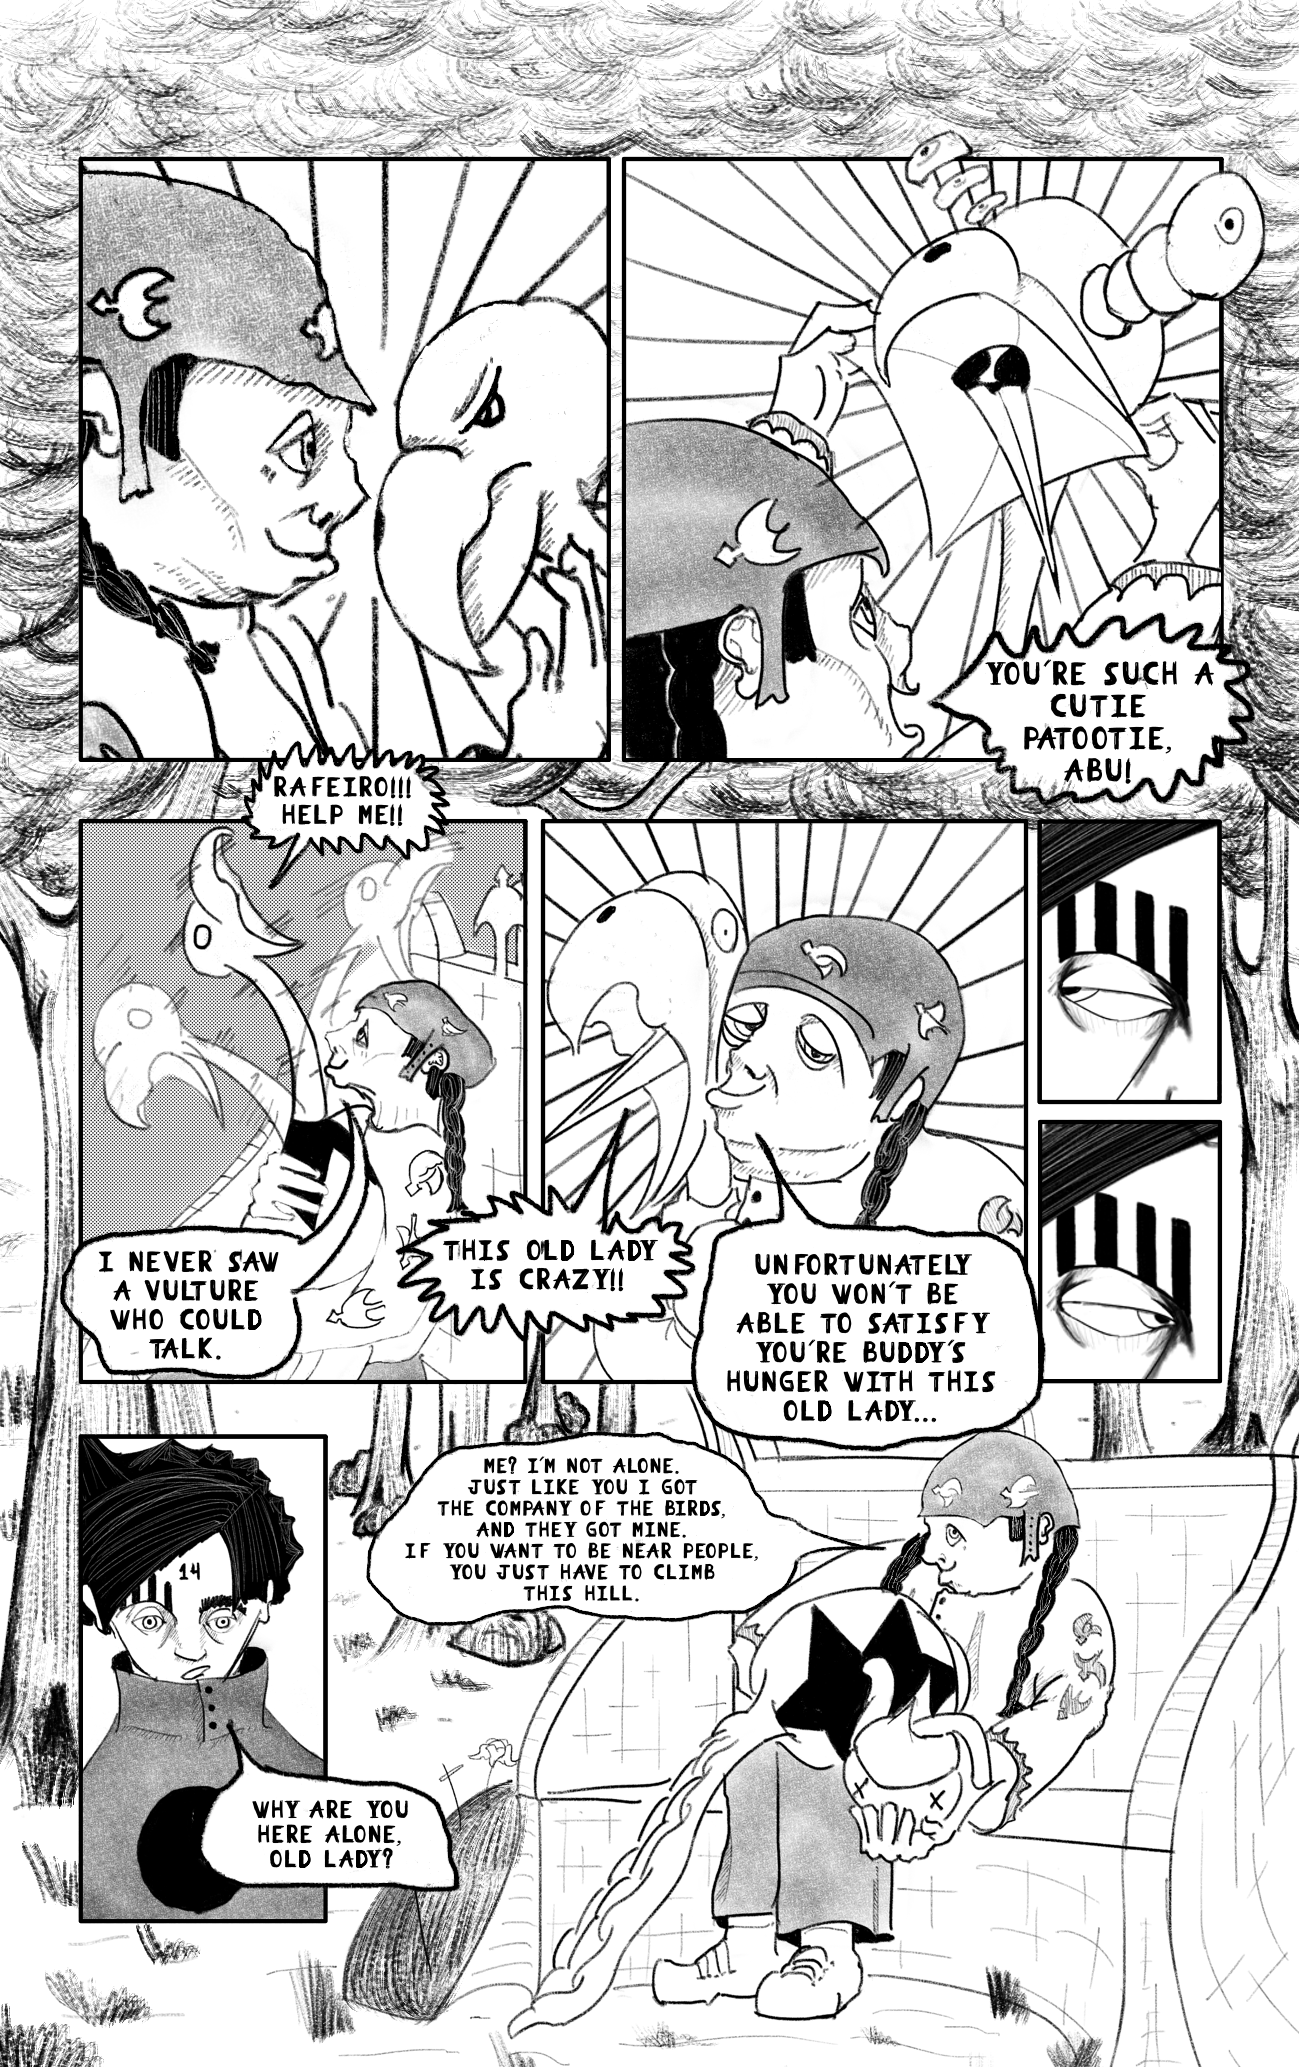 YOU'RE SUCH A
CUTIE
PATOOTIE,
ABU!
RAFEIRO!!!
HELP ME!!
I NEVER SAW
A VULTURE
WHO COULD
TALK.
THIS OLD LADY
IS CRAZY!!
UNFORTUNATELY
YOU WON'T BE
ABLE TO SATISFY
YOU'RE BUDDY'S
HUNGER WITH THIS
OLD LADY...
14
WHY ARE YOU
HERE ALONE,
OLD LADY?
ME? I'M NOT ALONE.
JUST LIKE YOU I GOT
THE COMPANY OF THE BIRDS,
AND THEY GOT MINE.
IF YOU WANT TO BE NEAR PEOPLE,
YOU JUST HAVE TO CLIMB
THIS HILL.